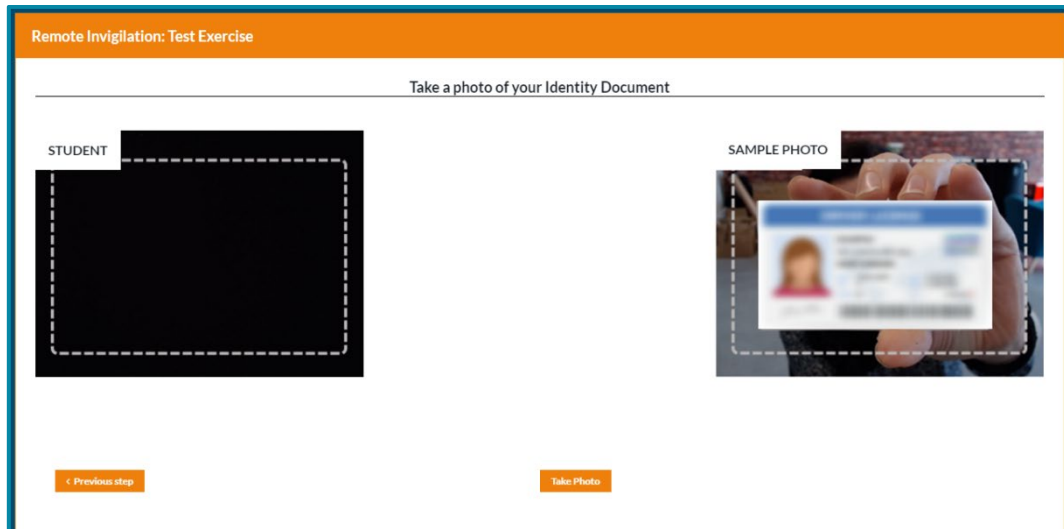 Remote Invigilation: Test Exercise
Take a photo of your Identity Document
STUDENT
SAMPLE PHOTO
< Previous step
Take Photo